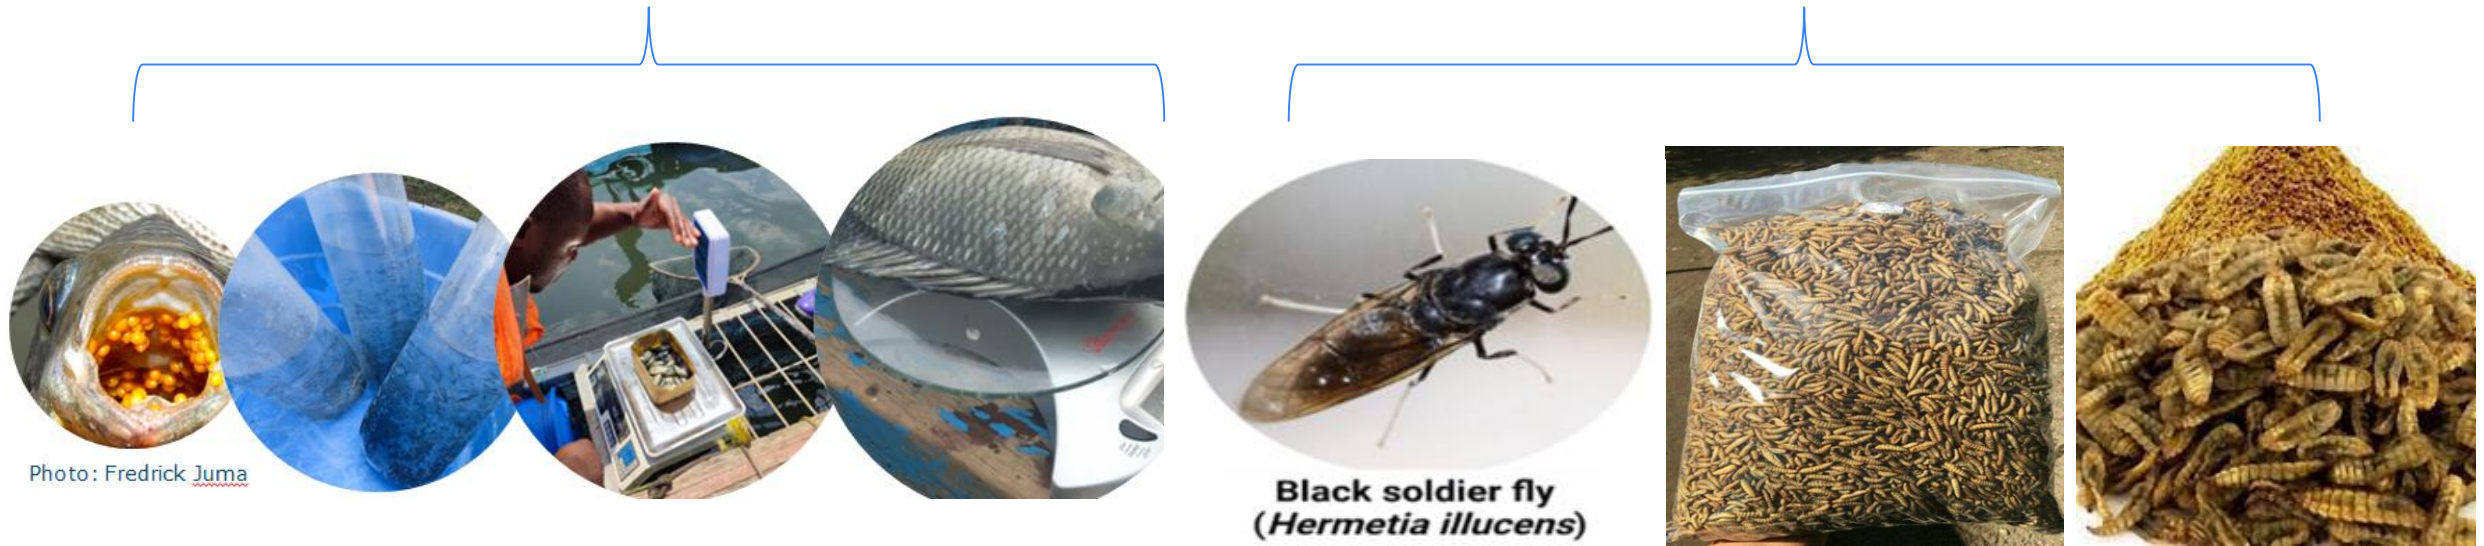 Photo: Fredrick Juma
Black soldier fly
(Hermetia illucens)